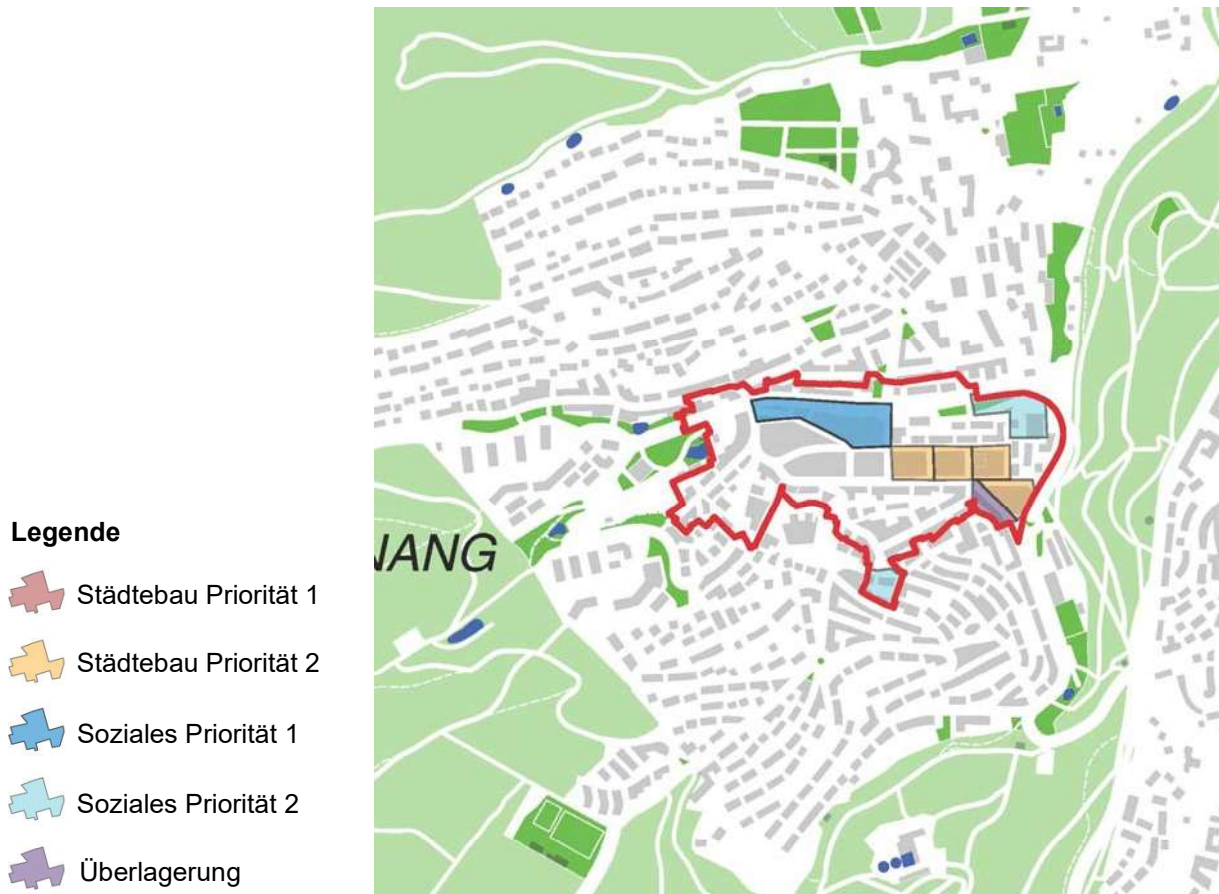 Legende
Städtebau Priorität 1
Städtebau Priorität 2
Soziales Priorität 1
Soziales Priorität 2
Überlagerung
NANG